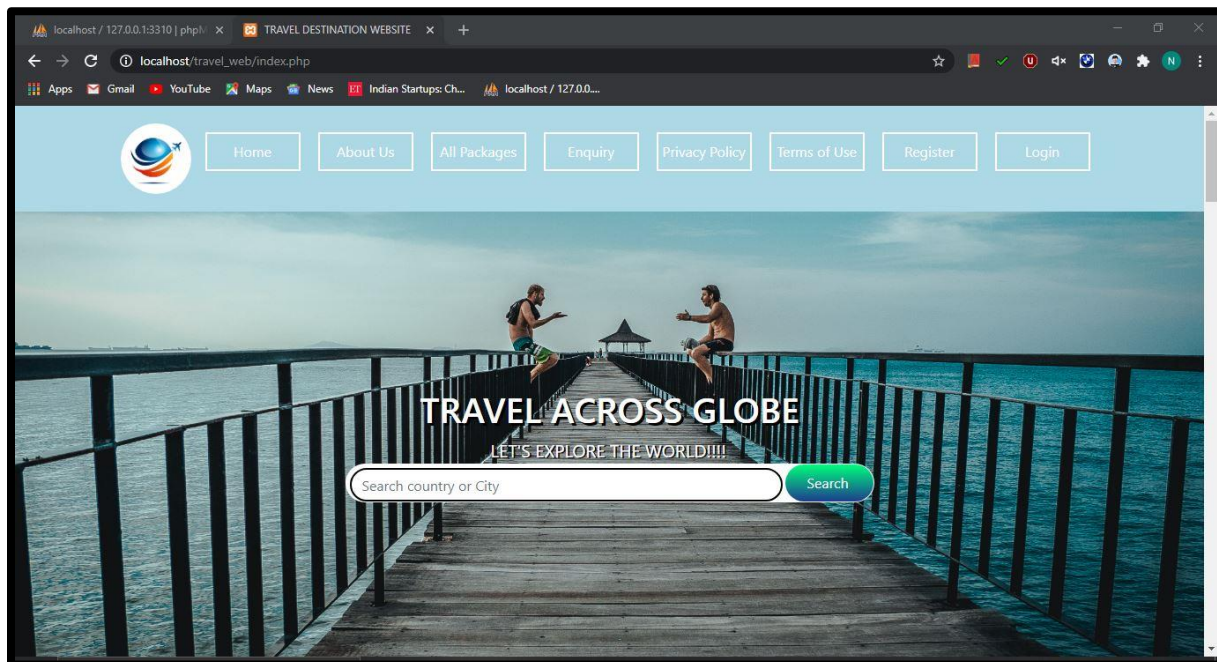 localhost / 127.0.0.1:3310 | phpM
TRAVEL DESTINATION WEBSITE
localhost/travel_web/index.php
N
Apps Gmail YouTube Maps News ET Indian Startups: Ch... localhost / 127.0.0....
Home About Us All Packages Enquiry Privacy Policy Terms of Use Register Login
TRAVEL ACROSS GLOBE
LET'S EXPLORE THE WORLD!!!!
Search country or City Search